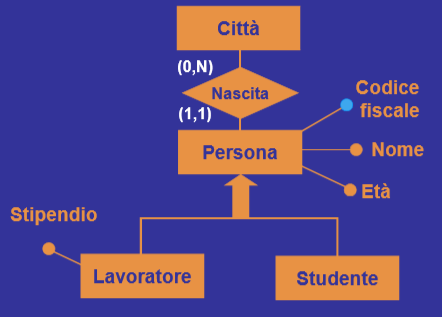 Città
(0,N)
Nascita
(1,1)
Codice
fiscale
Persona
Nome
Età
Stipendio
Lavoratore
Studente